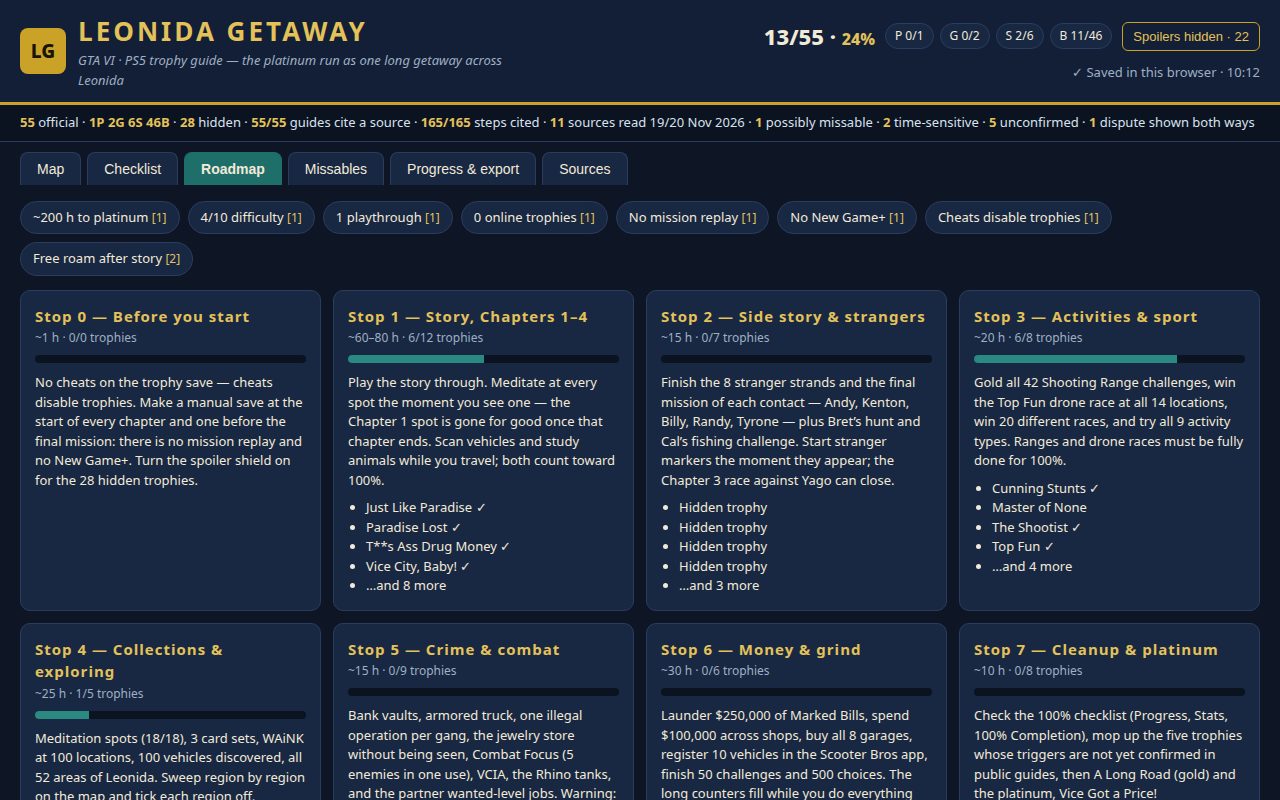 LG
LEONIDA GETAWAY
GTA VI · PS5 trophy guide — the platinum run as one long getaway across
Leonida
13/55 · 24%
P 0/1
G 0/2
S 2/6
B 11/46
Spoilers hidden · 22
✓ Saved in this browser · 10:12
55 official · 1P 2G 6S 46B · 28 hidden · 55/55 guides cite a source · 165/165 steps cited · 11 sources read 19/20 Nov 2026 · 1 possibly missable · 2 time-sensitive · 5 unconfirmed · 1 dispute shown both ways
Map
Checklist
Roadmap
Missables
Progress & export
Sources
~200 h to platinum [1]
4/10 difficulty [1]
1 playthrough [1]
0 online trophies [1]
No mission replay [1]
No New Game+ [1]
Cheats disable trophies [1]
Free roam after story [2]
Stop 0 — Before you start
~1 h · 0/0 trophies
No cheats on the trophy save — cheats
disable trophies. Make a manual save at the
start of every chapter and one before the
final mission: there is no mission replay and
no New Game+. Turn the spoiler shield on
for the 28 hidden trophies.
Stop 1 — Story, Chapters 1–4
~60–80 h · 6/12 trophies
Play the story through. Meditate at every
spot the moment you see one — the
Chapter 1 spot is gone for good once that
chapter ends. Scan vehicles and study
animals while you travel; both count toward
100%.
• Just Like Paradise ✓
• Paradise Lost ✓
• T**s Ass Drug Money ✓
• Vice City, Baby! ✓
• …and 8 more
Stop 2 — Side story & strangers
~15 h · 0/7 trophies
Finish the 8 stranger strands and the final
mission of each contact — Andy, Kenton,
Billy, Randy, Tyrone — plus Bret's hunt and
Cal's fishing challenge. Start stranger
markers the moment they appear; the
Chapter 3 race against Yago can close.
• Hidden trophy
• Hidden trophy
• Hidden trophy
• Hidden trophy
• …and 3 more
Stop 3 — Activities & sport
~20 h · 6/8 trophies
Gold all 42 Shooting Range challenges, win
the Top Fun drone race at all 14 locations,
win 20 different races, and try all 9 activity
types. Ranges and drone races must be fully
done for 100%.
• Cunning Stunts ✓
• Master of None
• The Shootist ✓
• Top Fun ✓
• …and 4 more
Stop 4 — Collections &
exploring
~25 h · 1/5 trophies
Meditation spots (18/18), 3 card sets, WAiNK
at 100 locations, 100 vehicles discovered, all
52 areas of Leonida. Sweep region by region
on the map and tick each region off.
Stop 5 — Crime & combat
~15 h · 0/9 trophies
Bank vaults, armored truck, one illegal
operation per gang, the jewelry store
without being seen, Combat Focus (5
enemies in one use), VCIA, the Rhino tanks,
and the partner wanted-level jobs. Warning:
Stop 6 — Money & grind
~30 h · 0/6 trophies
Launder $250,000 of Marked Bills, spend
$100,000 across shops, buy all 8 garages,
register 10 vehicles in the Scooter Bros app,
finish 50 challenges and 500 choices. The
long counters fill while you do everything
Stop 7 — Cleanup & platinum
~10 h · 0/8 trophies
Check the 100% checklist (Progress, Stats,
100% Completion), mop up the five trophies
whose triggers are not yet confirmed in
public guides, then A Long Road (gold) and
the platinum, Vice Got a Price!